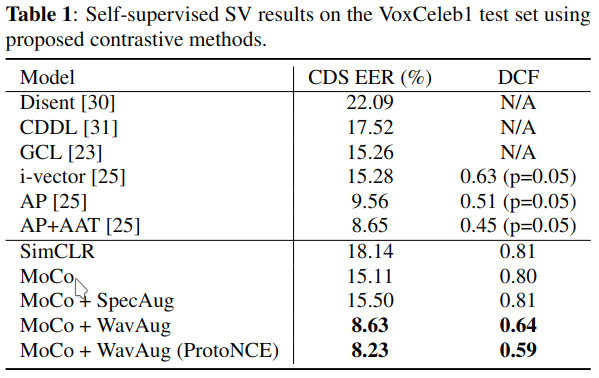 Table 1: Self-supervised SV results on the VoxCeleb1 test set using
proposed contrastive methods.
Model CDS EER (%) DCF
Disent [30] 22.09 N/A
CDDL [31] 17.52 N/A
GCL [23] 15.26 N/A
i-vector [25] 15.28 0.63 (p=0.05)
AP [25] 9.56 0.51 (p=0.05)
AP+AAT [25] 8.65 0.45 (p=0.05)
SimCLR 18.14 0.81
MoCo 15.11 0.80
MoCo + SpecAug 15.50 0.81
MoCo + WavAug 8.63 0.64
MoCo + WavAug (ProtoNCE) 8.23 0.59